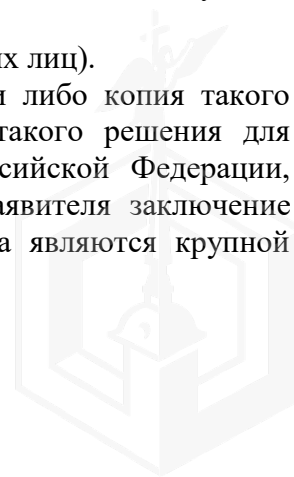 их лиц).
и либо копия такого
такого решения для
сийской Федерации,
аявителя заключение
а являются крупной